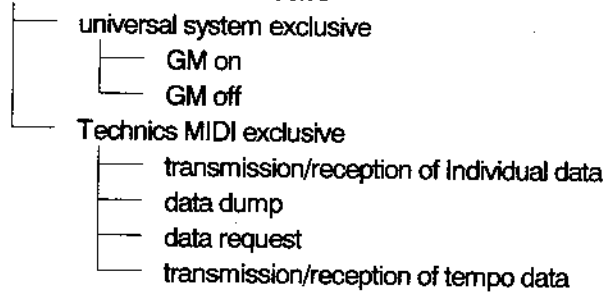 universal system exclusive
GM on
GM off
Technics MIDI exclusive
transmission/reception of Individual data
data dump
data request
transmission/reception of tempo data